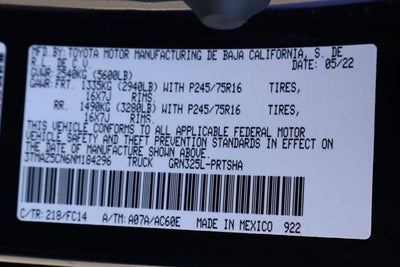 MFD.BY: TOYOTA MOTOR MANUFACTURING DE BAJA CALIFORNIA, S. DE
R.L. DE C.V. DATE: 05/22
GVWR: 2540KG (5600LB)
GAWR: FRT. 1335KG (2940LB) WITH P245/75R16 TIRES,
16X7J RIMS
RR. 1490KG (3280LB) WITH P245/75R16 TIRES,
16X7J RIMS
THIS VEHICLE CONFORMS TO ALL APPLICABLE FEDERAL MOTOR
VEHICLE SAFETY AND THEFT PREVENTION STANDARDS IN EFFECT ON
THE DATE OF MANUFACTURE SHOWN ABOVE.
3TMAZ5CN6NM184296 TRUCK GRN325L-PRTSHA
C/TR: 218/FC14 A/TM: A07A/AC60E MADE IN MEXICO 922